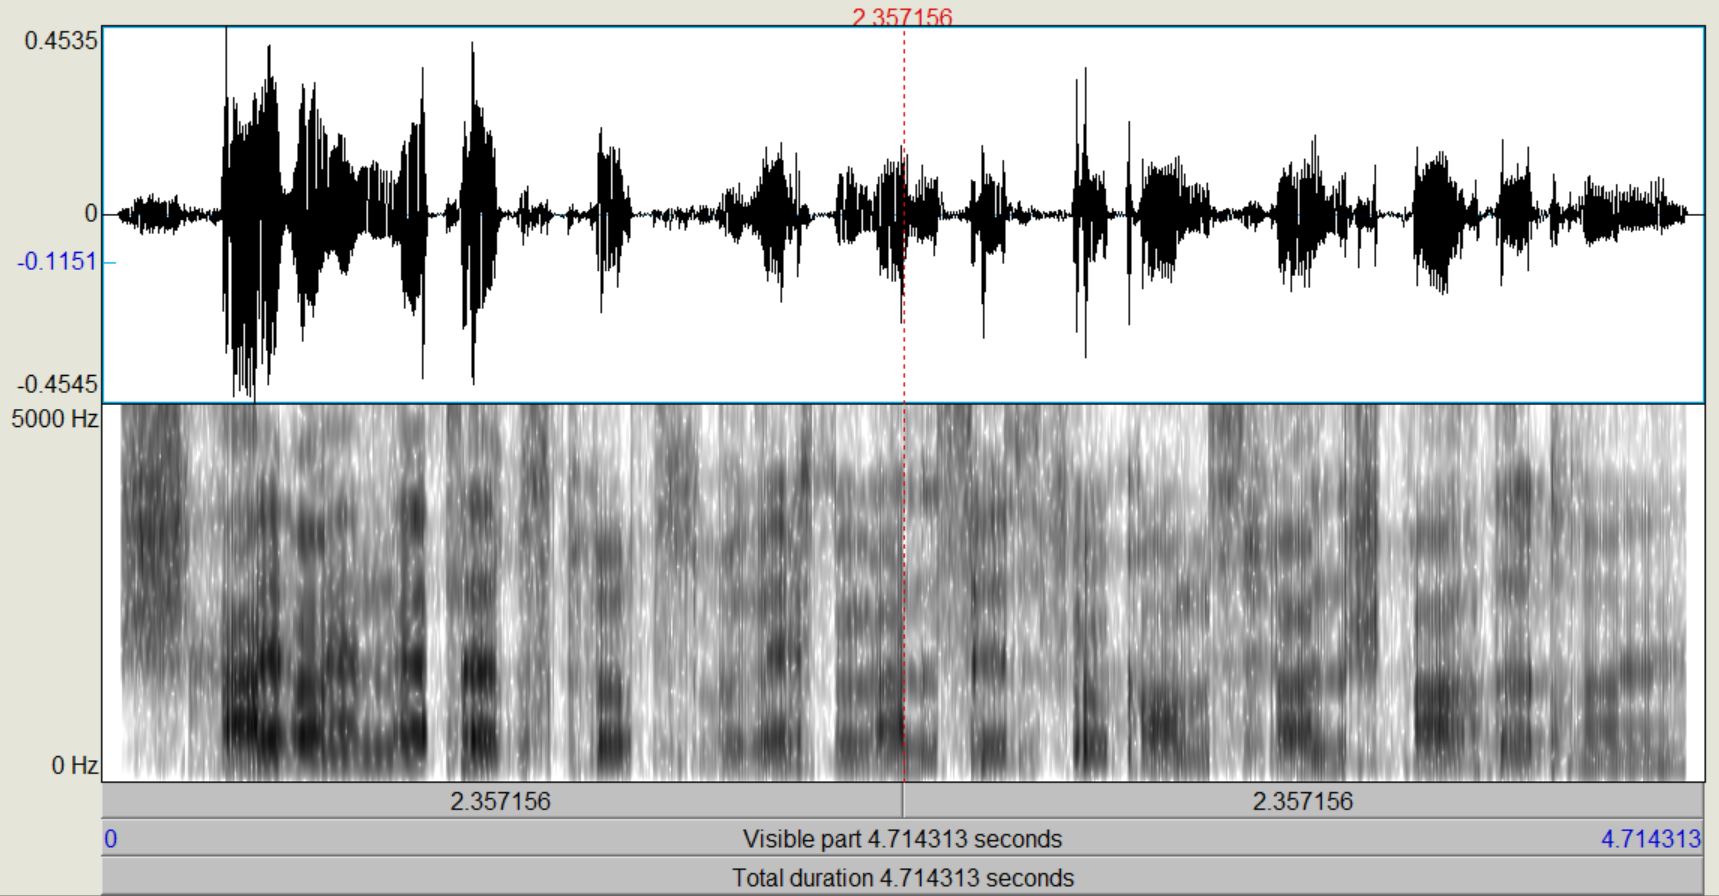 2.357156
0.4535
0
-0.1151
-0.4545
5000 Hz
0 Hz
2.357156 2.357156
0 Visible part 4.714313 seconds 4.714313
Total duration 4.714313 seconds